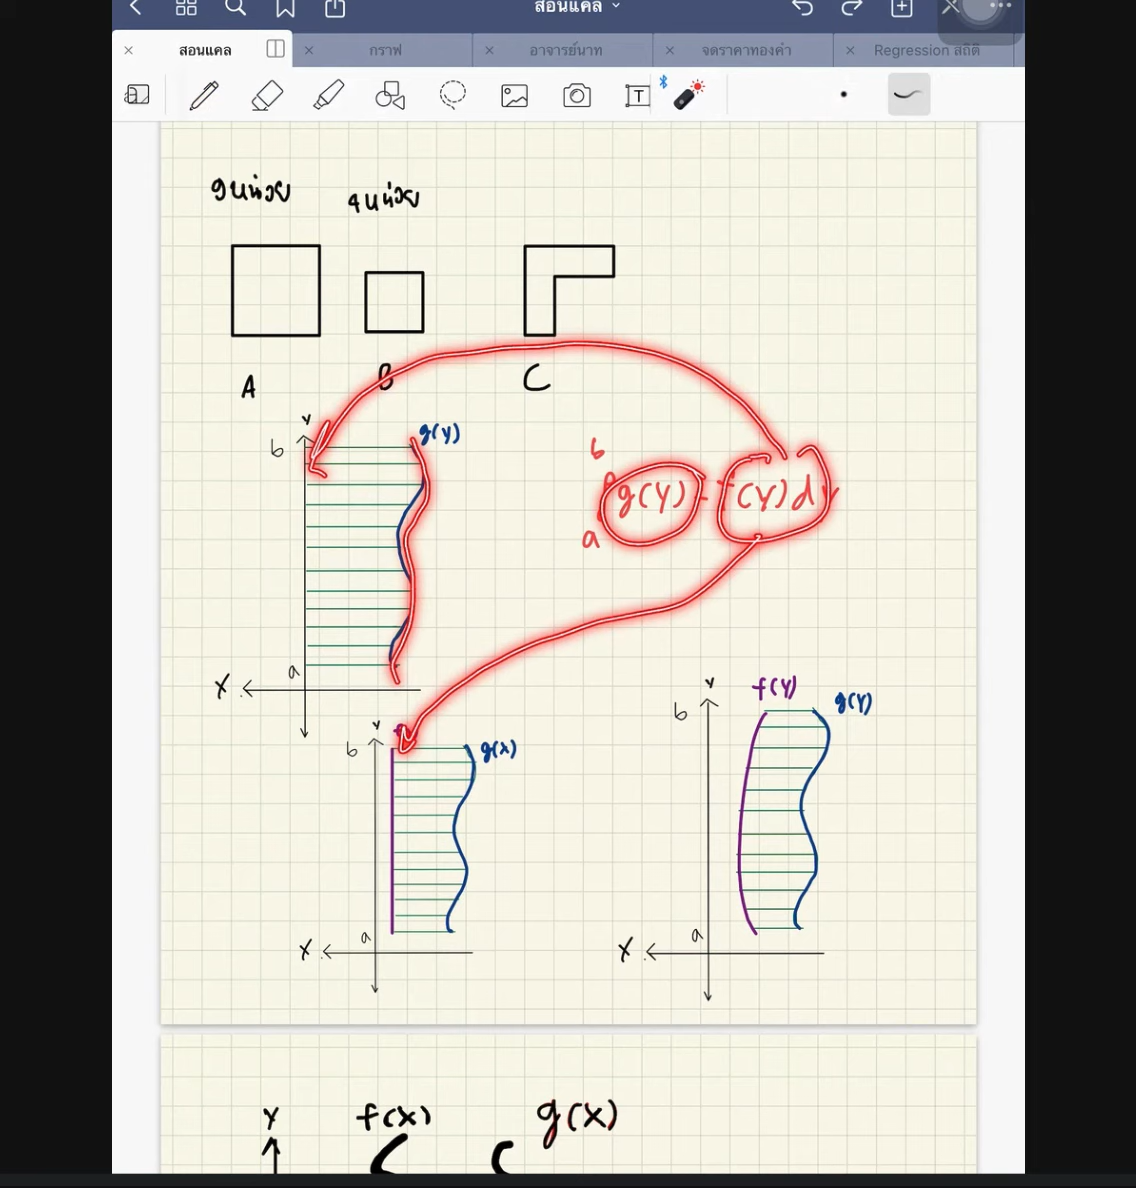 สอนแคล
สอนแคล
กราฟ
อาจารย์นาท
จดราคาทองคำ
Regression สถิติ
T
9หน่วย
4หน่วย
A
B
C
Y
b
g(y)
b
g(Y) - f(Y)dy
a
a
X
Y
b
g(x)
a
X
Y
f(Y)
g(Y)
b
a
X
Y
f(x)
g(x)